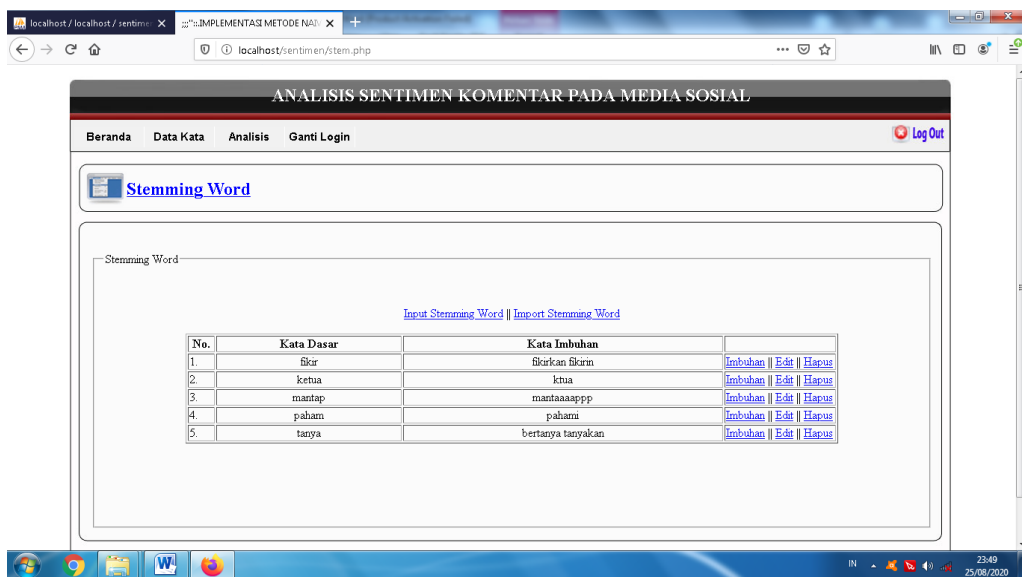 localhost / localhost / sentimen
;;;"::.IMPLEMENTASI METODE NAIV
localhost/sentimen/stem.php
ANALISIS SENTIMEN KOMENTAR PADA MEDIA SOSIAL
Beranda Data Kata Analisis Ganti Login Log Out
Stemming Word
Stemming Word
Input Stemming Word || Import Stemming Word
No. Kata Dasar Kata Imbuhan
1. fikir fikirkan fikirin Imbuhan || Edit || Hapus
2. ketua ktua Imbuhan || Edit || Hapus
3. mantap mantaaaappp Imbuhan || Edit || Hapus
4. paham pahami Imbuhan || Edit || Hapus
5. tanya bertanya tanyakan Imbuhan || Edit || Hapus
IN 23:49
25/08/2020